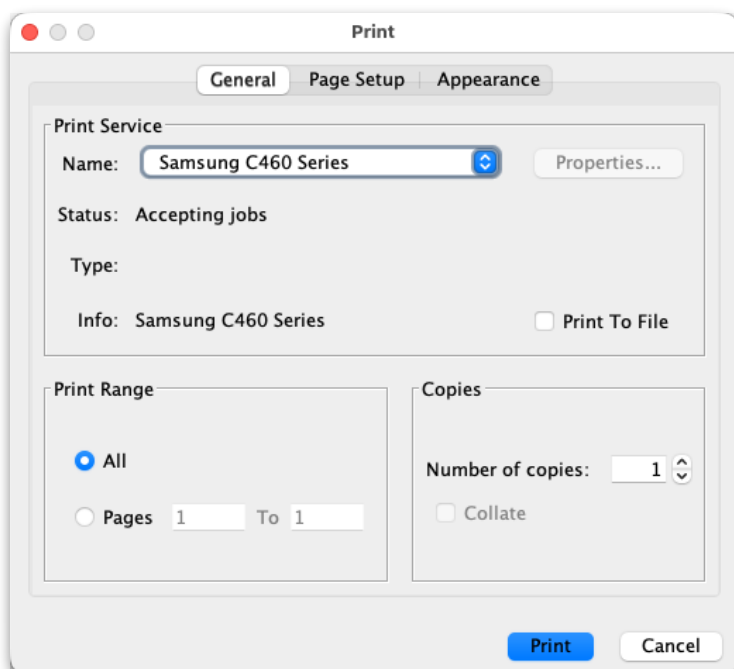 Print
General Page Setup Appearance
Print Service
Name: Samsung C460 Series Properties...
Status: Accepting jobs
Type:
Info: Samsung C460 Series Print To File
Print Range Copies
All
Number of copies: 1
Pages 1 To 1
Collate
Print Cancel